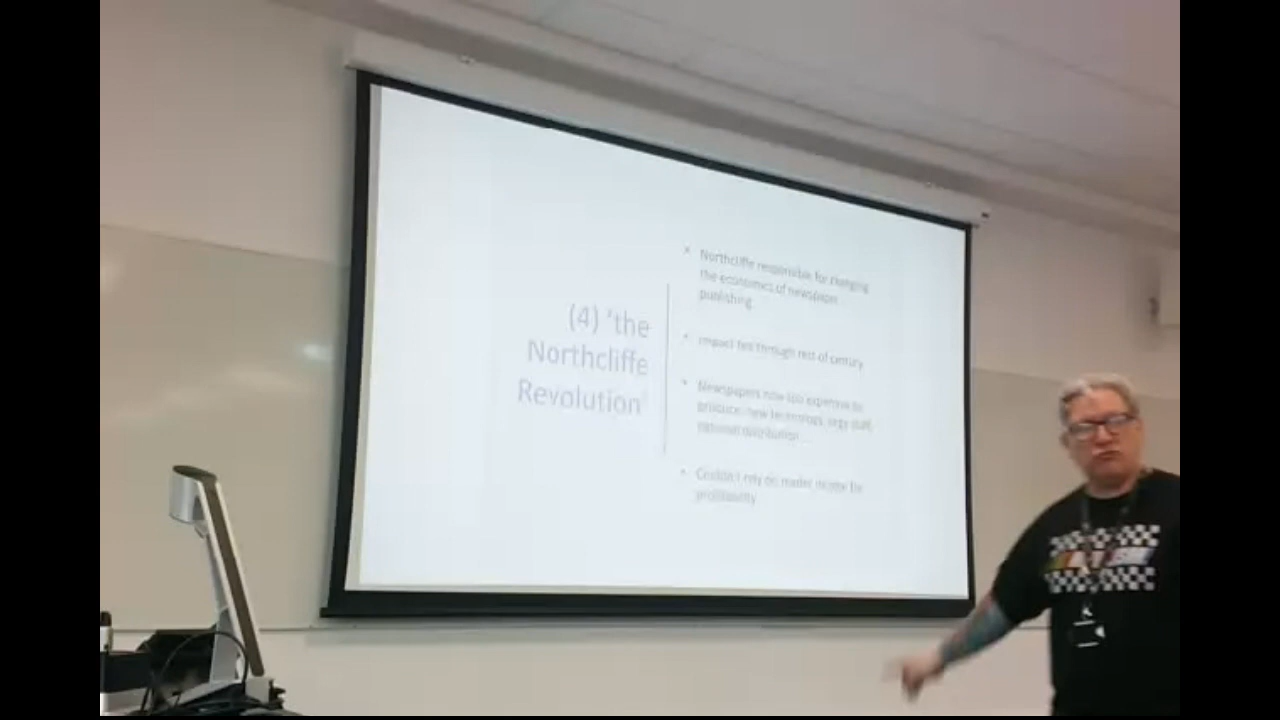 (4) 'the
Northcliffe
Revolution'
• Northcliffe responsible for changing
the economics of newspaper
publishing
• Impact felt through rest of century
• Newspapers now too expensive to
produce: new technology, large staff,
national distribution…
• Couldn't rely on reader income for
profitability